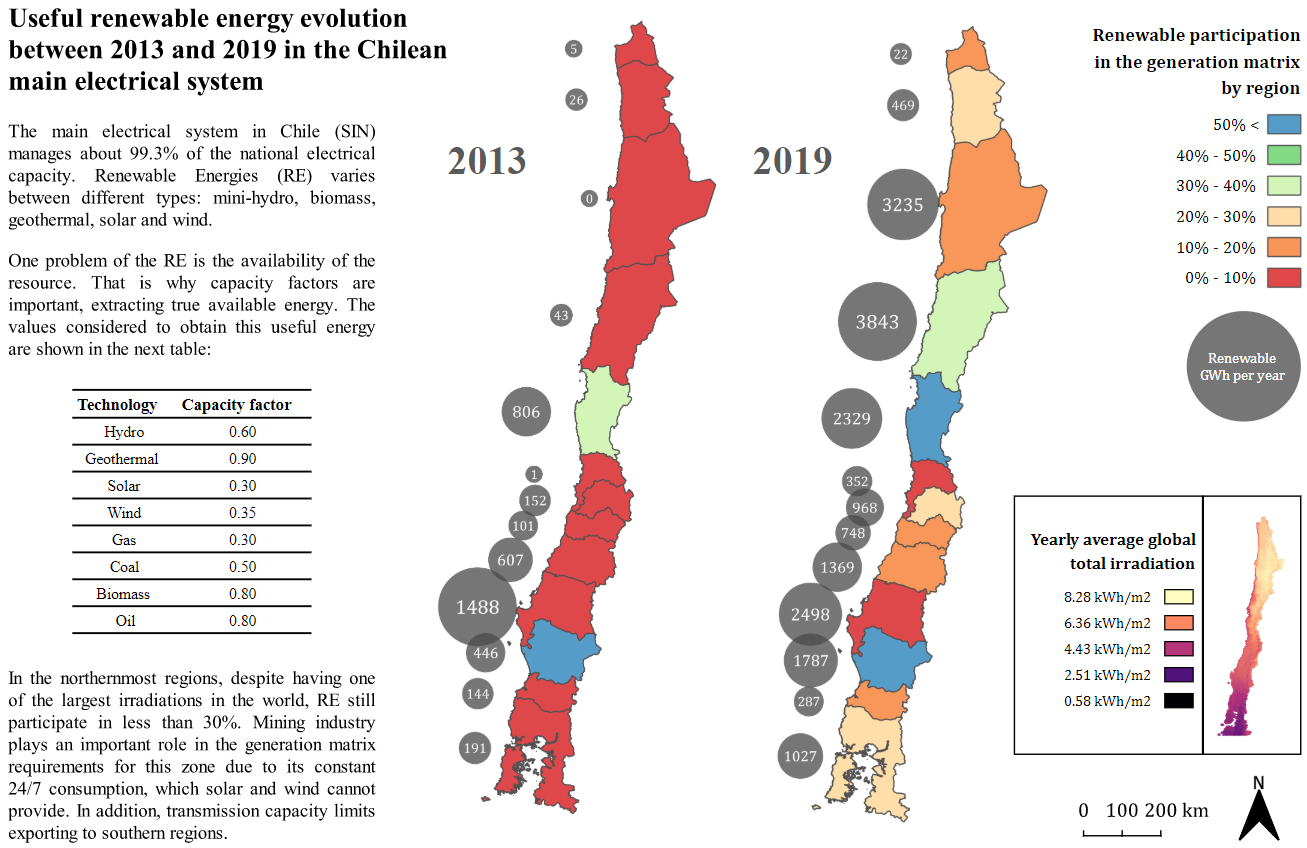 Useful renewable energy evolution
between 2013 and 2019 in the Chilean
main electrical system
The main electrical system in Chile (SIN)
manages about 99.3% of the national electrical
capacity. Renewable Energies (RE) varies
between different types: mini-hydro, biomass,
geothermal, solar and wind.
One problem of the RE is the availability of the
resource. That is why capacity factors are
important, extracting true available energy. The
values considered to obtain this useful energy
are shown in the next table:
Technology Capacity factor
Hydro 0.60
Geothermal 0.90
Solar 0.30
Wind 0.35
Gas 0.30
Coal 0.50
Biomass 0.80
Oil 0.80
In the northernmost regions, despite having one
of the largest irradiations in the world, RE still
participate in less than 30%. Mining industry
plays an important role in the generation matrix
requirements for this zone due to its constant
24/7 consumption, which solar and wind cannot
provide. In addition, transmission capacity limits
exporting to southern regions.
2013
5
26
0
43
806
1
152
101
607
1488
446
144
191
2019
22
469
3235
3843
2329
352
968
748
1369
2498
1787
287
1027
Renewable participation
in the generation matrix
by region
50% <
40% - 50%
30% - 40%
20% - 30%
10% - 20%
0% - 10%
Renewable
GWh per year
Yearly average global
total irradiation
8.28 kWh/m2
6.36 kWh/m2
4.43 kWh/m2
2.51 kWh/m2
0.58 kWh/m2
N
0 100 200 km